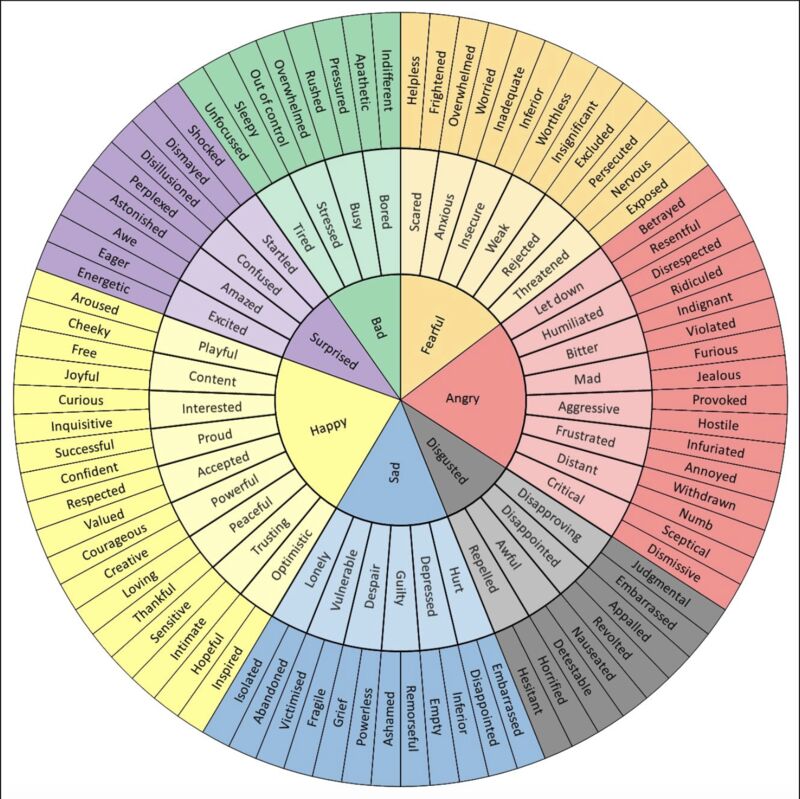 Bad
Fearful
Angry
Disgusted
Sad
Happy
Surprised
Bored
Busy
Stressed
Tired
Scared
Anxious
Insecure
Weak
Rejected
Threatened
Let down
Humiliated
Bitter
Mad
Aggressive
Frustrated
Distant
Critical
Disapproving
Disappointed
Awful
Repelled
Hurt
Depressed
Guilty
Despair
Vulnerable
Lonely
Optimistic
Trusting
Peaceful
Powerful
Accepted
Proud
Interested
Content
Playful
Excited
Amazed
Confused
Startled
Helpless
Frightened
Overwhelmed
Worried
Inadequate
Inferior
Worthless
Insignificant
Excluded
Persecuted
Nervous
Exposed
Betrayed
Resentful
Disrespected
Ridiculed
Indignant
Violated
Furious
Jealous
Provoked
Hostile
Infuriated
Annoyed
Withdrawn
Numb
Sceptical
Dismissive
Judgmental
Embarrassed
Appalled
Revolted
Nauseated
Detestable
Horrified
Hesitant
Embarrassed
Disappointed
Inferior
Empty
Remorseful
Ashamed
Powerless
Grief
Fragile
Victimised
Abandoned
Isolated
Inspired
Hopeful
Intimate
Sensitive
Thankful
Loving
Creative
Courageous
Valued
Respected
Confident
Successful
Inquisitive
Curious
Joyful
Free
Cheeky
Aroused
Energetic
Eager
Awe
Astonished
Perplexed
Disillusioned
Dismayed
Shocked
Unfocussed
Sleepy
Out of control
Overwhelmed
Rushed
Pressured
Apathetic
Indifferent